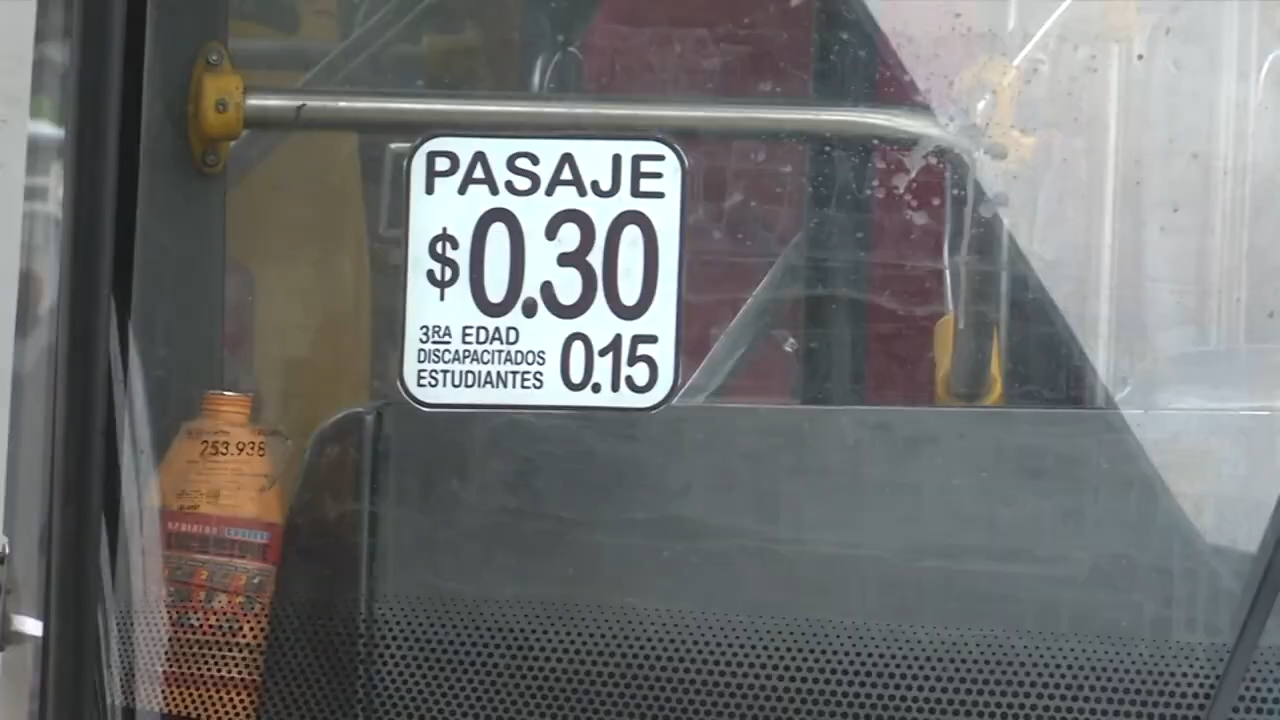 PASAJE
$0.30
3RA EDAD
DISCAPACITADOS
ESTUDIANTES
0.15
253.938